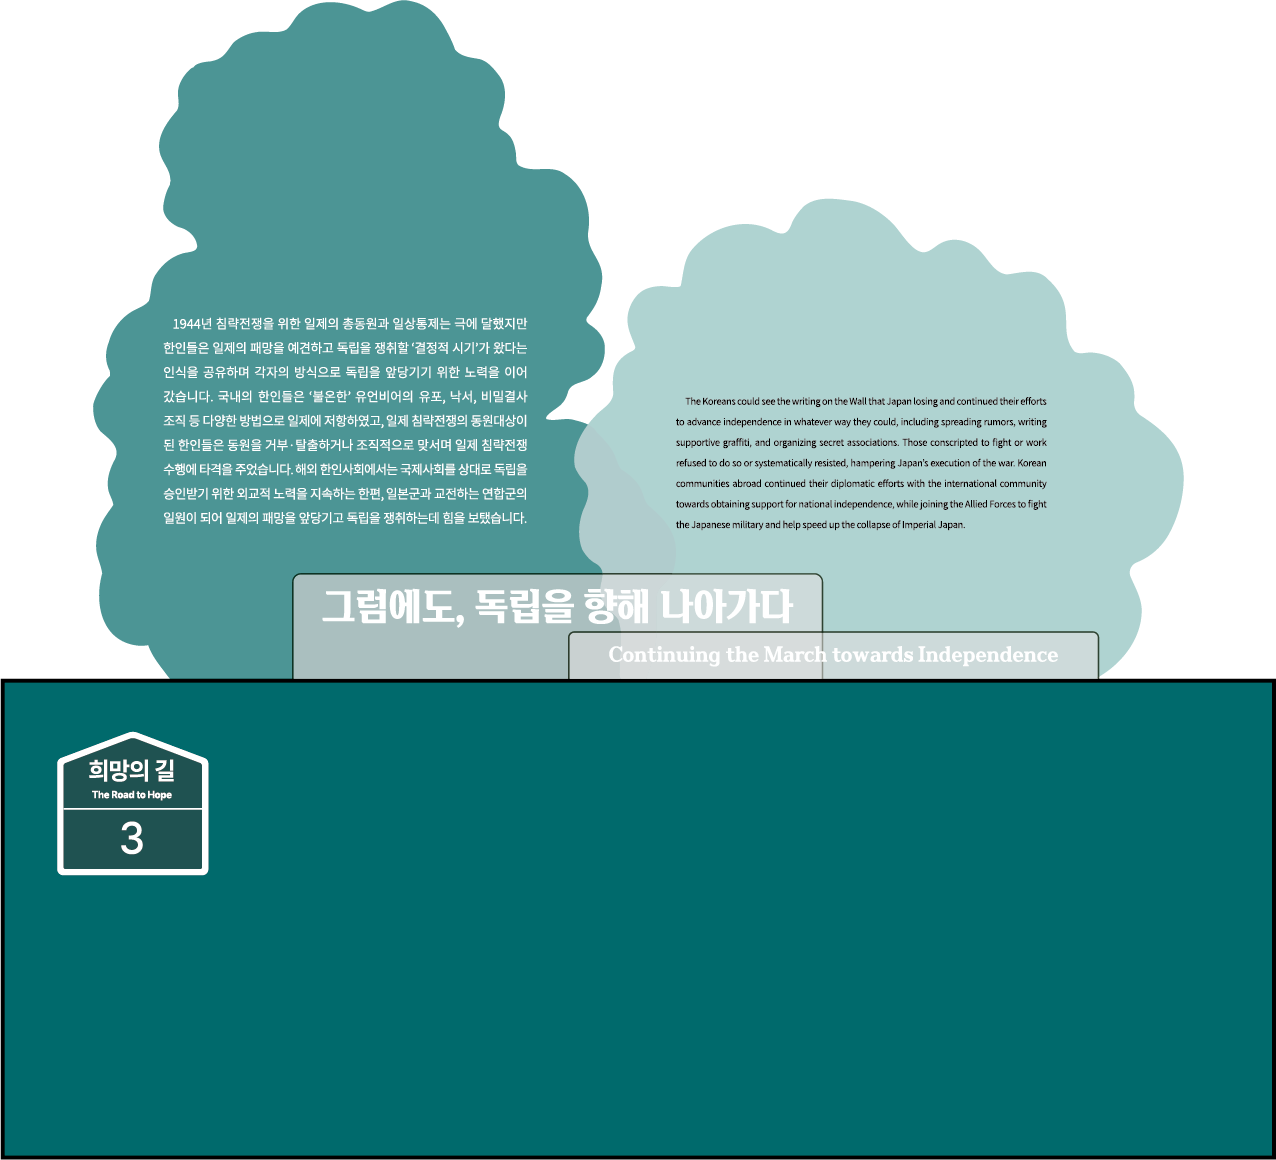 1944년 침략전쟁을 위한 일제의 총동원과 일상통제는 극에 달했지만
한인들은 일제의 패망을 예견하고 독립을 쟁취할 ‘결정적 시기’가 왔다는
인식을 공유하며 각자의 방식으로 독립을 앞당기기 위한 노력을 이어
갔습니다. 국내의 한인들은 ‘불온한’ 유언비어의 유포, 낙서, 비밀결사
조직 등 다양한 방법으로 일제에 저항하였고, 일제 침략전쟁의 동원대상이
된 한인들은 동원을 거부·탈출하거나 조직적으로 맞서며 일제 침략전쟁
수행에 타격을 주었습니다. 해외 한인사회에서는 국제사회를 상대로 독립을
승인받기 위한 외교적 노력을 지속하는 한편, 일본군과 교전하는 연합군의
일원이 되어 일제의 패망을 앞당기고 독립을 쟁취하는데 힘을 보탰습니다.
The Koreans could see the writing on the Wall that Japan losing and continued their efforts
to advance independence in whatever way they could, including spreading rumors, writing
supportive graffiti, and organizing secret associations. Those conscripted to fight or work
refused to do so or systematically resisted, hampering Japan's execution of the war. Korean
communities abroad continued their diplomatic efforts with the international community
towards obtaining support for national independence, while joining the Allied Forces to fight
the Japanese military and help speed up the collapse of Imperial Japan.
그럼에도, 독립을 향해 나아가다
Continuing the March towards Independence
희망의 길
The Road to Hope
3